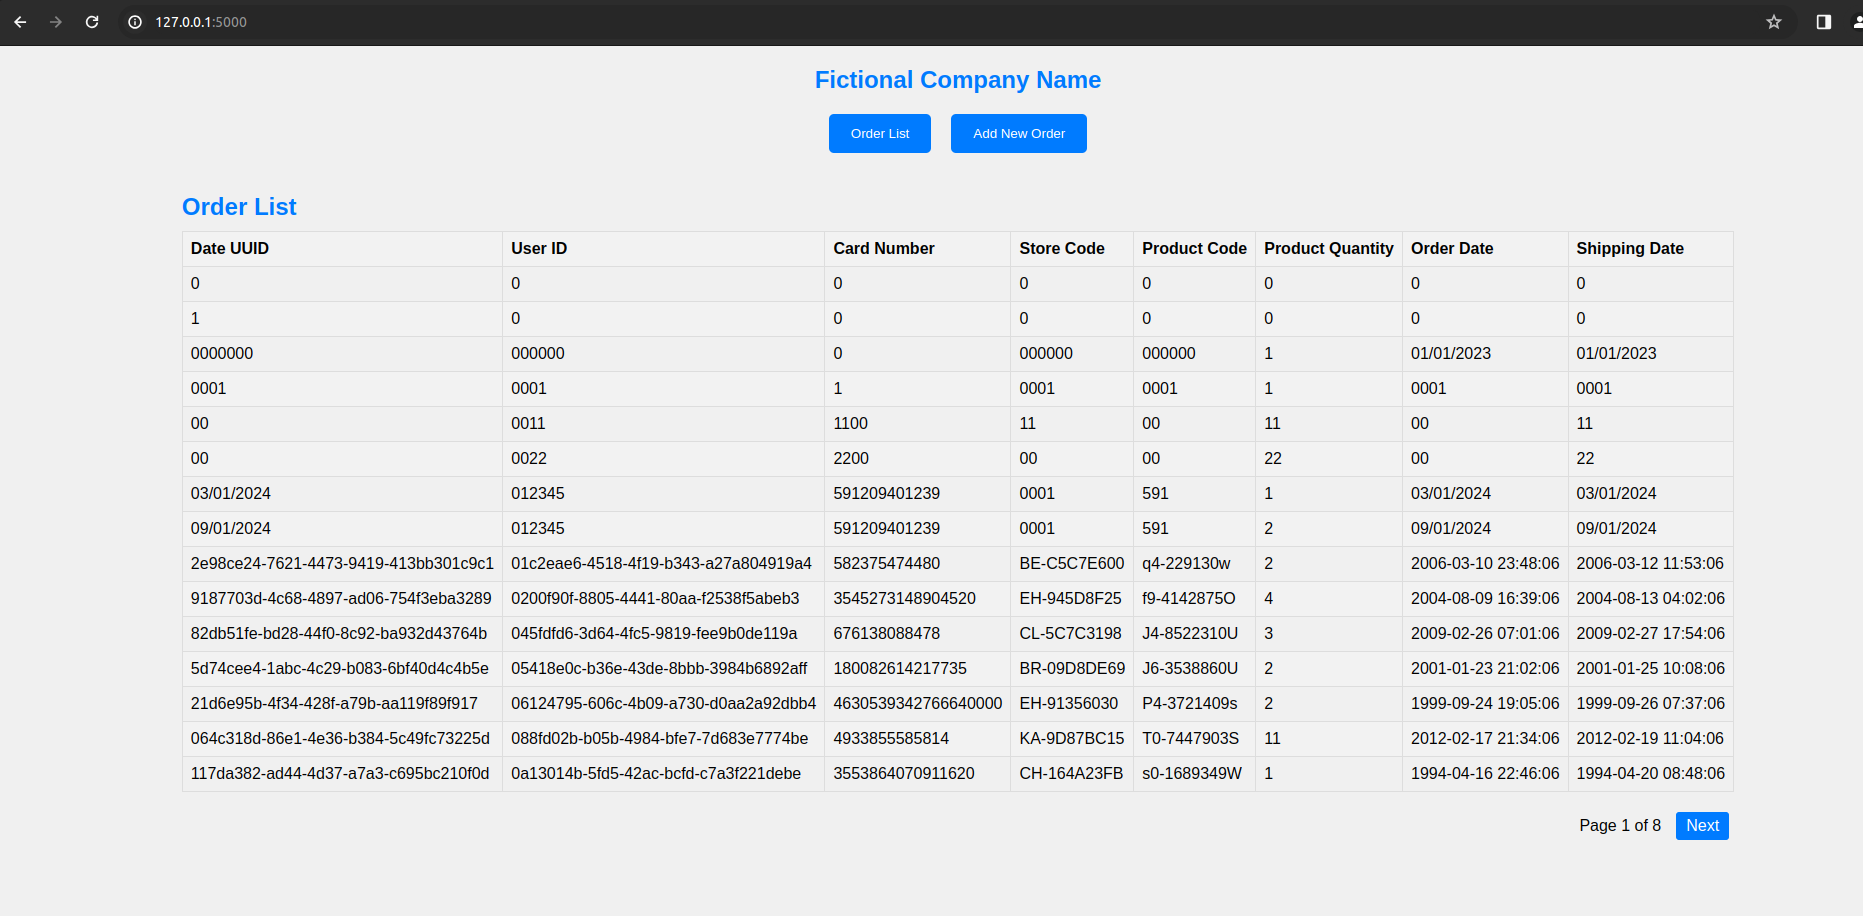 127.0.0.1:5000
Fictional Company Name
Order List Add New Order
Order List
Date UUID User ID Card Number Store Code Product Code Product Quantity Order Date Shipping Date
0 0 0 0 0 0 0 0
1 0 0 0 0 0 0 0
0000000 000000 0 000000 000000 1 01/01/2023 01/01/2023
0001 0001 1 0001 0001 1 0001 0001
00 0011 1100 11 00 11 00 11
00 0022 2200 00 00 22 00 22
03/01/2024 012345 591209401239 0001 591 1 03/01/2024 03/01/2024
09/01/2024 012345 591209401239 0001 591 2 09/01/2024 09/01/2024
2e98ce24-7621-4473-9419-413bb301c9c1 01c2eae6-4518-4f19-b343-a27a804919a4 582375474480 BE-C5C7E600 q4-229130w 2 2006-03-10 23:48:06 2006-03-12 11:53:06
9187703d-4c68-4897-ad06-754f3eba3289 0200f90f-8805-4441-80aa-f2538f5abeb3 3545273148904520 EH-945D8F25 f9-4142875O 4 2004-08-09 16:39:06 2004-08-13 04:02:06
82db51fe-bd28-44f0-8c92-ba932d43764b 045fdfd6-3d64-4fc5-9819-fee9b0de119a 676138088478 CL-5C7C3198 J4-8522310U 3 2009-02-26 07:01:06 2009-02-27 17:54:06
5d74cee4-1abc-4c29-b083-6bf40d4c4b5e 05418e0c-b36e-43de-8bbb-3984b6892aff 180082614217735 BR-09D8DE69 J6-3538860U 2 2001-01-23 21:02:06 2001-01-25 10:08:06
21d6e95b-4f34-428f-a79b-aa119f89f917 06124795-606c-4b09-a730-d0aa2a92dbb4 4630539342766640000 EH-91356030 P4-3721409s 2 1999-09-24 19:05:06 1999-09-26 07:37:06
064c318d-86e1-4e36-b384-5c49fc73225d 088fd02b-b05b-4984-bfe7-7d683e7774be 4933855585814 KA-9D87BC15 T0-7447903S 11 2012-02-17 21:34:06 2012-02-19 11:04:06
117da382-ad44-4d37-a7a3-c695bc210f0d 0a13014b-5fd5-42ac-bcfd-c7a3f221debe 3553864070911620 CH-164A23FB s0-1689349W 1 1994-04-16 22:46:06 1994-04-20 08:48:06
Page 1 of 8 Next